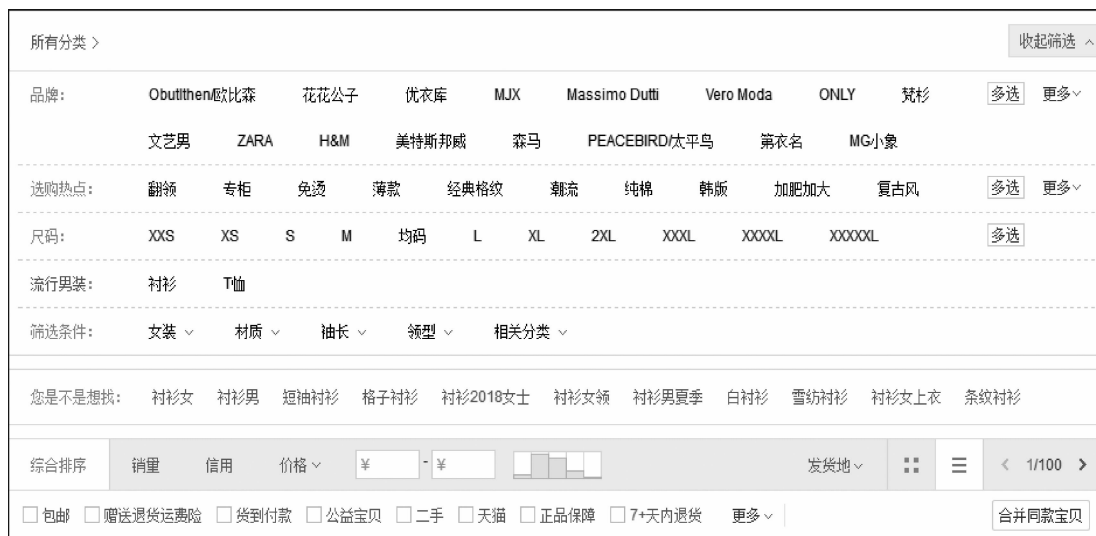 所有分类 > 收起筛选
品牌： Obutlthen/欧比森 花花公子 优衣库 MJX Massimo Dutti Vero Moda ONLY 梵杉 多选 更多
文艺男 ZARA H&M 美特斯邦威 森马 PEACEBIRD/太平鸟 第衣名 MG小象
选购热点： 翻领 专柜 免烫 薄款 经典格纹 潮流 纯棉 韩版 加肥加大 复古风 多选 更多
尺码： XXS XS S M 均码 L XL 2XL XXXL XXXXL XXXXXL 多选
流行男装： 衬衫 T恤
筛选条件： 女装 材质 袖长 领型 相关分类
您是不是想找： 衬衫女 衬衫男 短袖衬衫 格子衬衫 衬衫2018女士 衬衫女领 衬衫男夏季 白衬衫 雪纺衬衫 衬衫女上衣 条纹衬衫
综合排序 销量 信用 价格 ¥ - ¥ 发货地 < 1/100 >
包邮 赠送退货运费险 货到付款 公益宝贝 二手 天猫 正品保障 7+天内退货 更多 合并同款宝贝